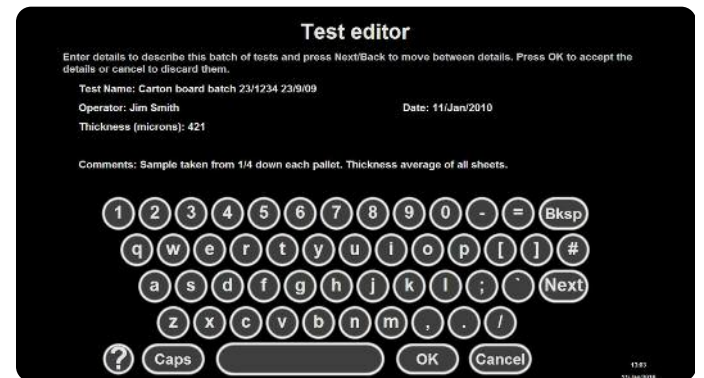 Test editor
Enter details to describe this batch of tests and press Next/Back to move between details. Press OK to accept the
details or cancel to discard them.
Test Name: Carton board batch 23/1234 23/9/09
Operator: Jim Smith Date: 11/Jan/2010
Thickness (microns): 421
Comments: Sample taken from 1/4 down each pallet. Thickness average of all sheets.
1 2 3 4 5 6 7 8 9 0 - = Bksp
q w e r t y u i o p [ ] #
a s d f g h j k l ; ` Next
z x c v b n m , . /
? Caps OK Cancel